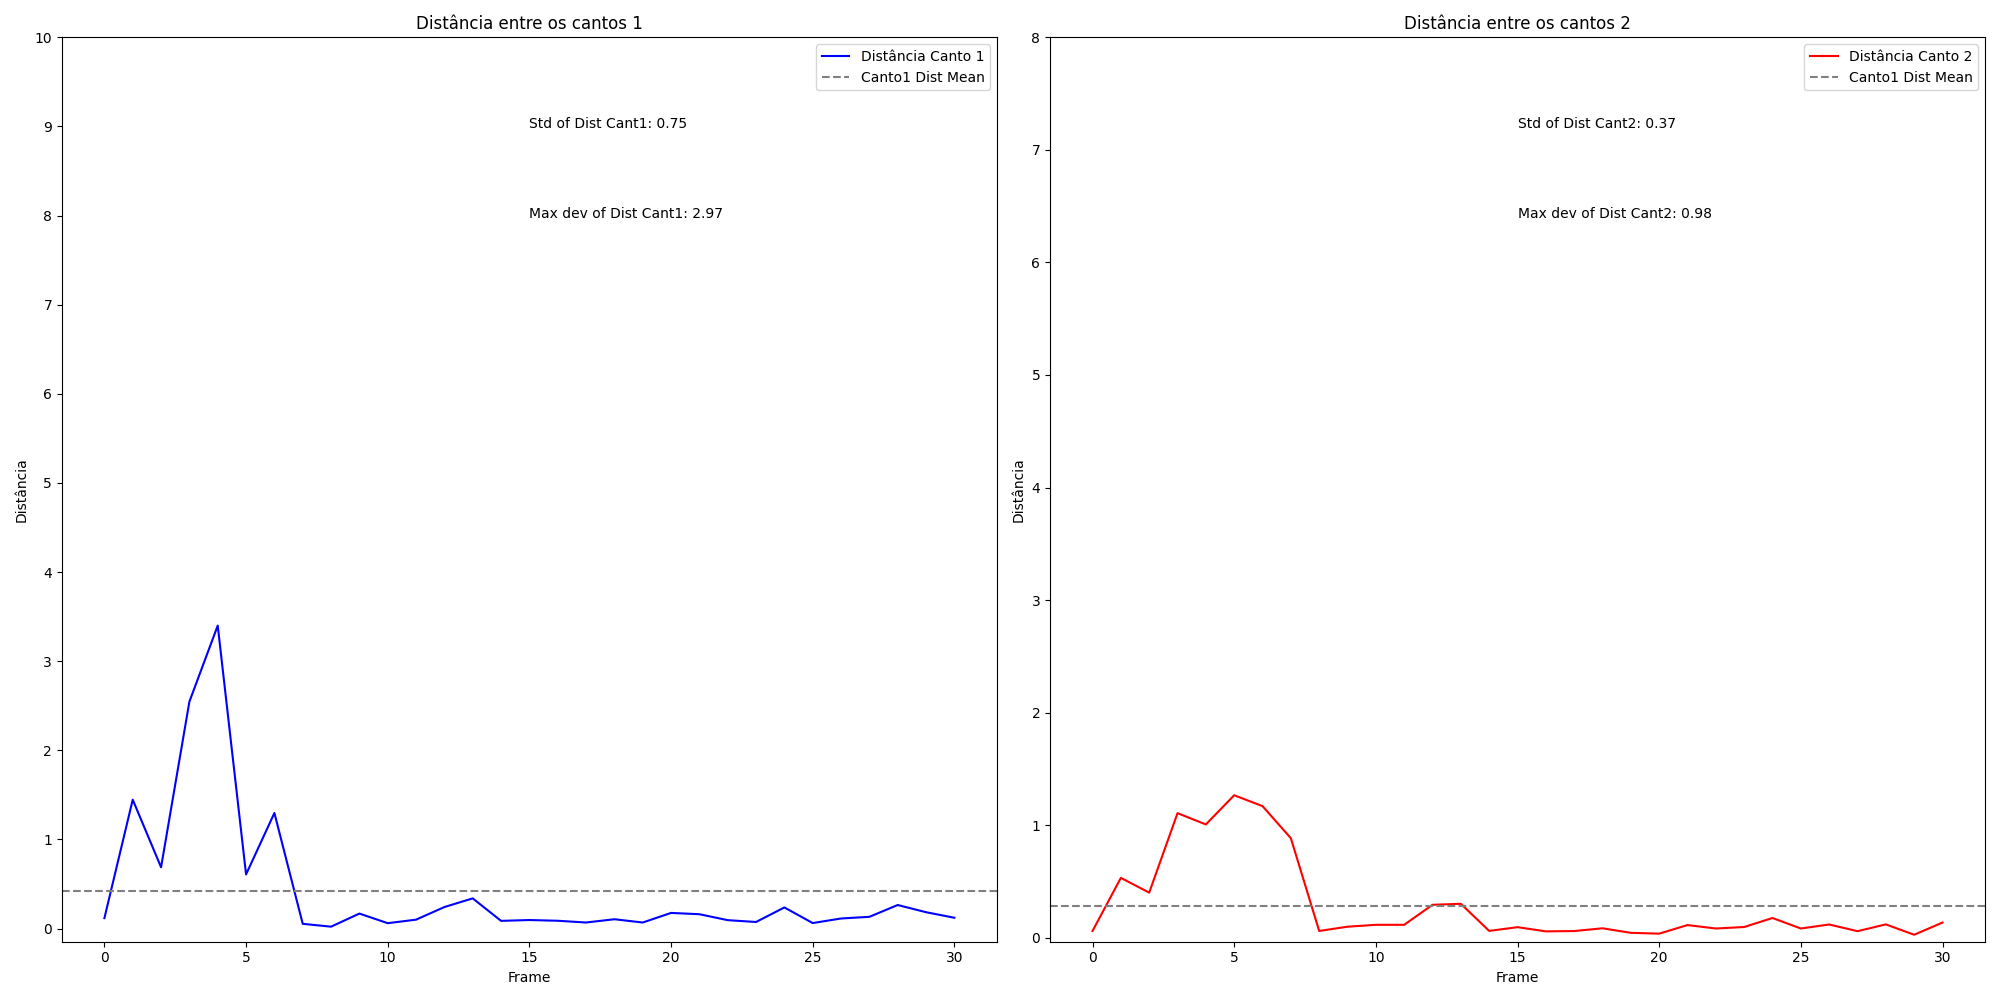 Distância entre os cantos 1
Distância Canto 1
Canto1 Dist Mean
Std of Dist Cant1: 0.75
Max dev of Dist Cant1: 2.97
10
9
8
7
6
5
4
3
2
1
0
Distância
0 5 10 15 20 25 30
Frame
Distância entre os cantos 2
Distância Canto 2
Canto1 Dist Mean
Std of Dist Cant2: 0.37
Max dev of Dist Cant2: 0.98
8
7
6
5
4
3
2
1
0
Distância
0 5 10 15 20 25 30
Frame